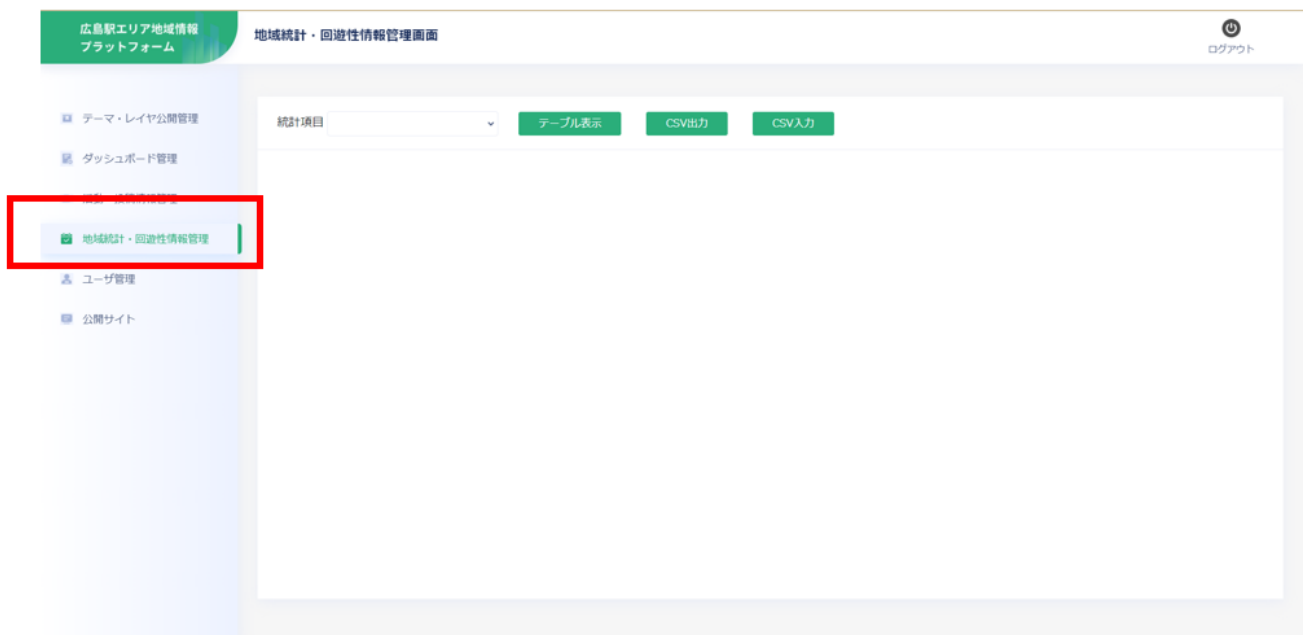 広島駅エリア地域情報
プラットフォーム
地域統計・回遊性情報管理画面
ログアウト
テーマ・レイヤ公開管理
ダッシュボード管理
地域統計・回遊性情報管理
ユーザ管理
公開サイト
統計項目
テーブル表示
CSV出力
CSV入力